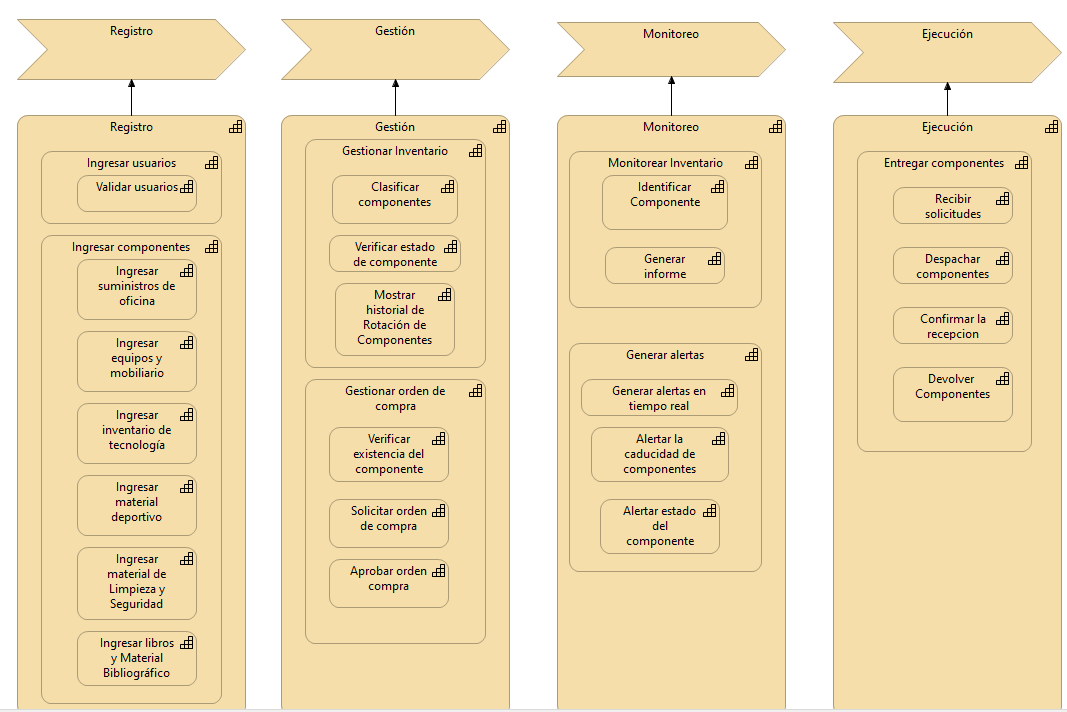 Registro
Gestión
Monitoreo
Ejecución
Registro
Ingresar usuarios
Validar usuarios
Ingresar componentes
Ingresar
suministros de
oficina
Ingresar
equipos y
mobiliario
Ingresar
inventario de
tecnología
Ingresar
material
deportivo
Ingresar
material de
Limpieza y
Seguridad
Ingresar libros
y Material
Bibliográfico
Gestión
Gestionar Inventario
Clasificar
componentes
Verificar estado
de componente
Mostrar
historial de
Rotación de
Componentes
Gestionar orden de
compra
Verificar
existencia del
componente
Solicitar orden
de compra
Aprobar orden
compra
Monitoreo
Monitorear Inventario
Identificar
Componente
Generar
informe
Generar alertas
Generar alertas en
tiempo real
Alertar la
caducidad de
componentes
Alertar estado
del
componente
Ejecución
Entregar componentes
Recibir
solicitudes
Despachar
componentes
Confirmar la
recepcion
Devolver
Componentes